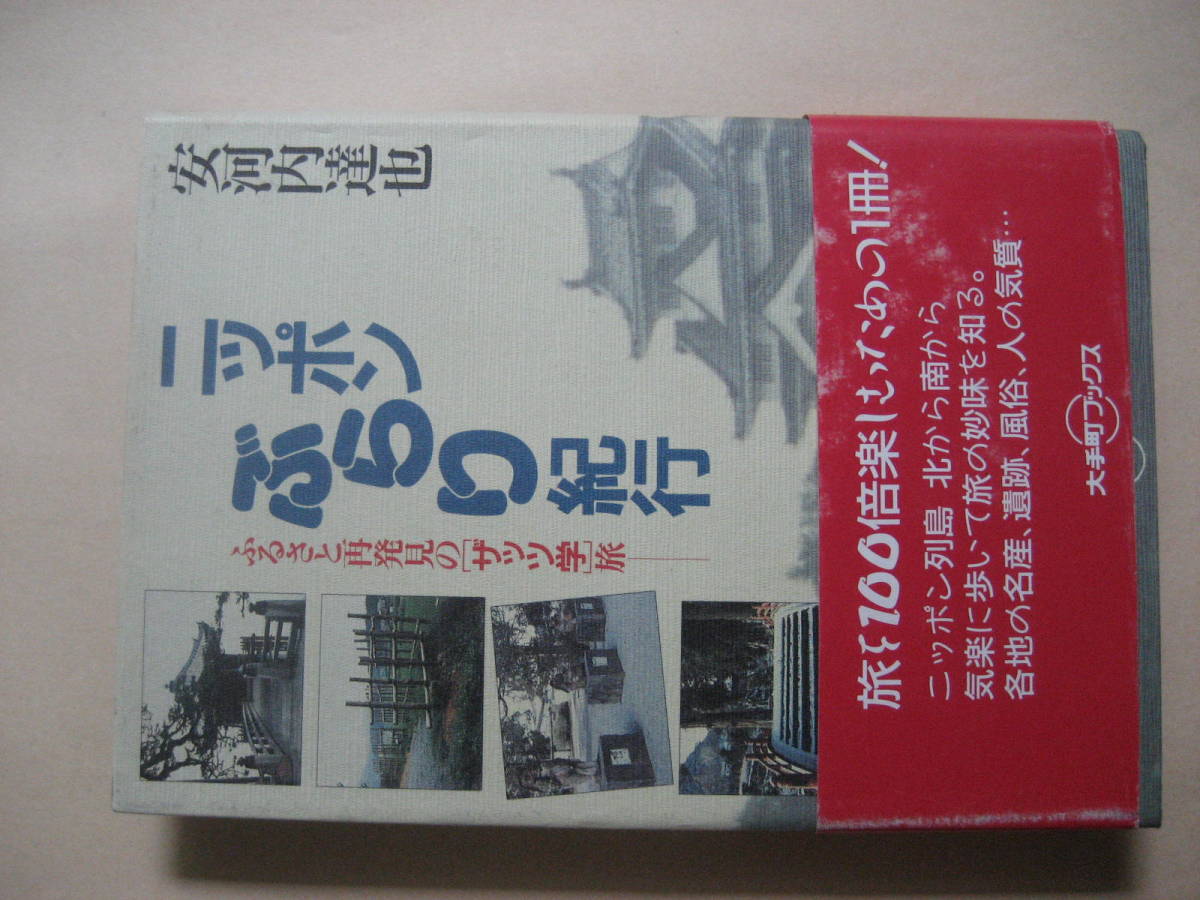 安河内達也
ニッポン
ぶらり
紀行
ふるさと再発見の[ザッツ学]旅
旅を100倍楽しむための1冊!
ニッポン列島 北から南から
気楽に歩いて旅の妙味を知る。
各地の名産、遺跡、風俗、人の気質…
大手町ブックス